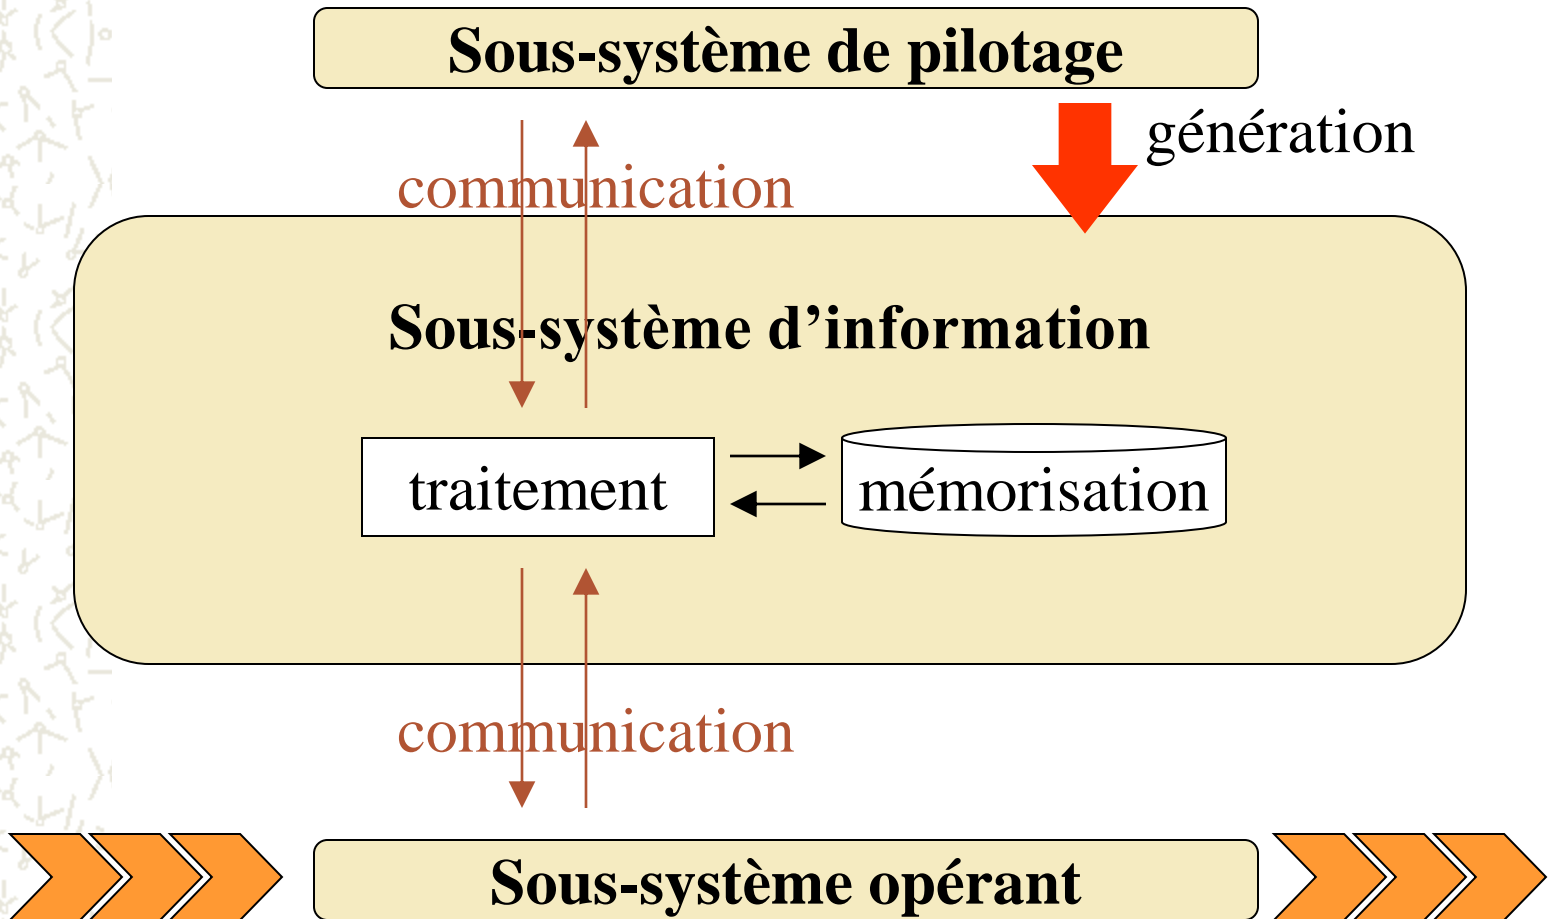 Sous-système de pilotage
génération
communication
Sous-système d’information
traitement
mémorisation
communication
Sous-système opérant